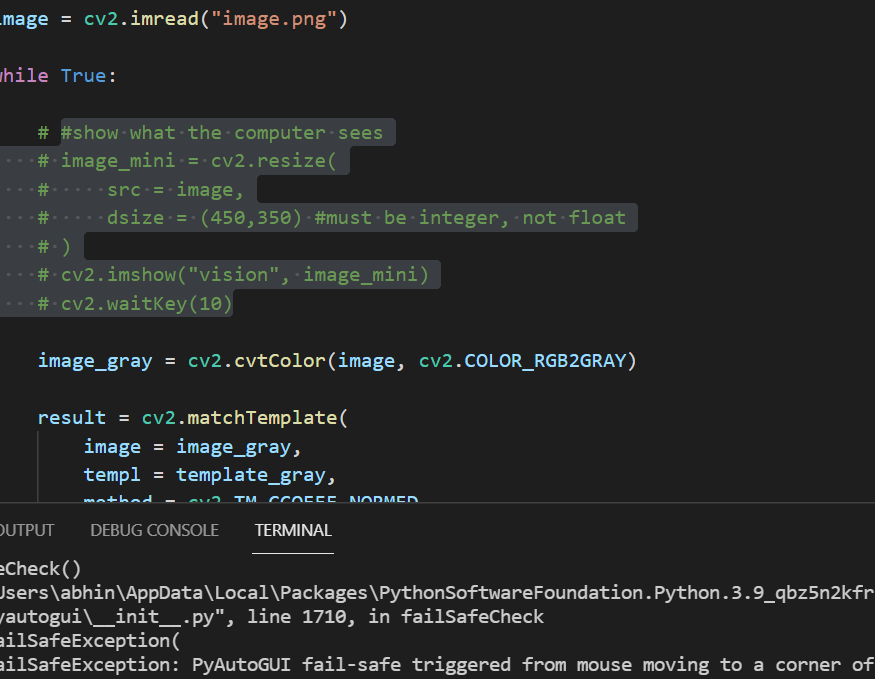 image = cv2.imread("image.png")
while True:
# #show what the computer sees
# image_mini = cv2.resize(
#     src = image,
#     dsize = (450,350) #must be integer, not float
# )
# cv2.imshow("vision", image_mini)
# cv2.waitKey(10)
image_gray = cv2.cvtColor(image, cv2.COLOR_RGB2GRAY)
result = cv2.matchTemplate(
image = image_gray,
templ = template_gray,
method = cv2.TM_CCOEFF_NORMED
OUTPUT DEBUG CONSOLE TERMINAL
eCheck()
Users\abhin\AppData\Local\Packages\PythonSoftwareFoundation.Python.3.9_qbz5n2kfr
yautogui\__init__.py", line 1710, in failSafeCheck
ailSafeException(
ailSafeException: PyAutoGUI fail-safe triggered from mouse moving to a corner of